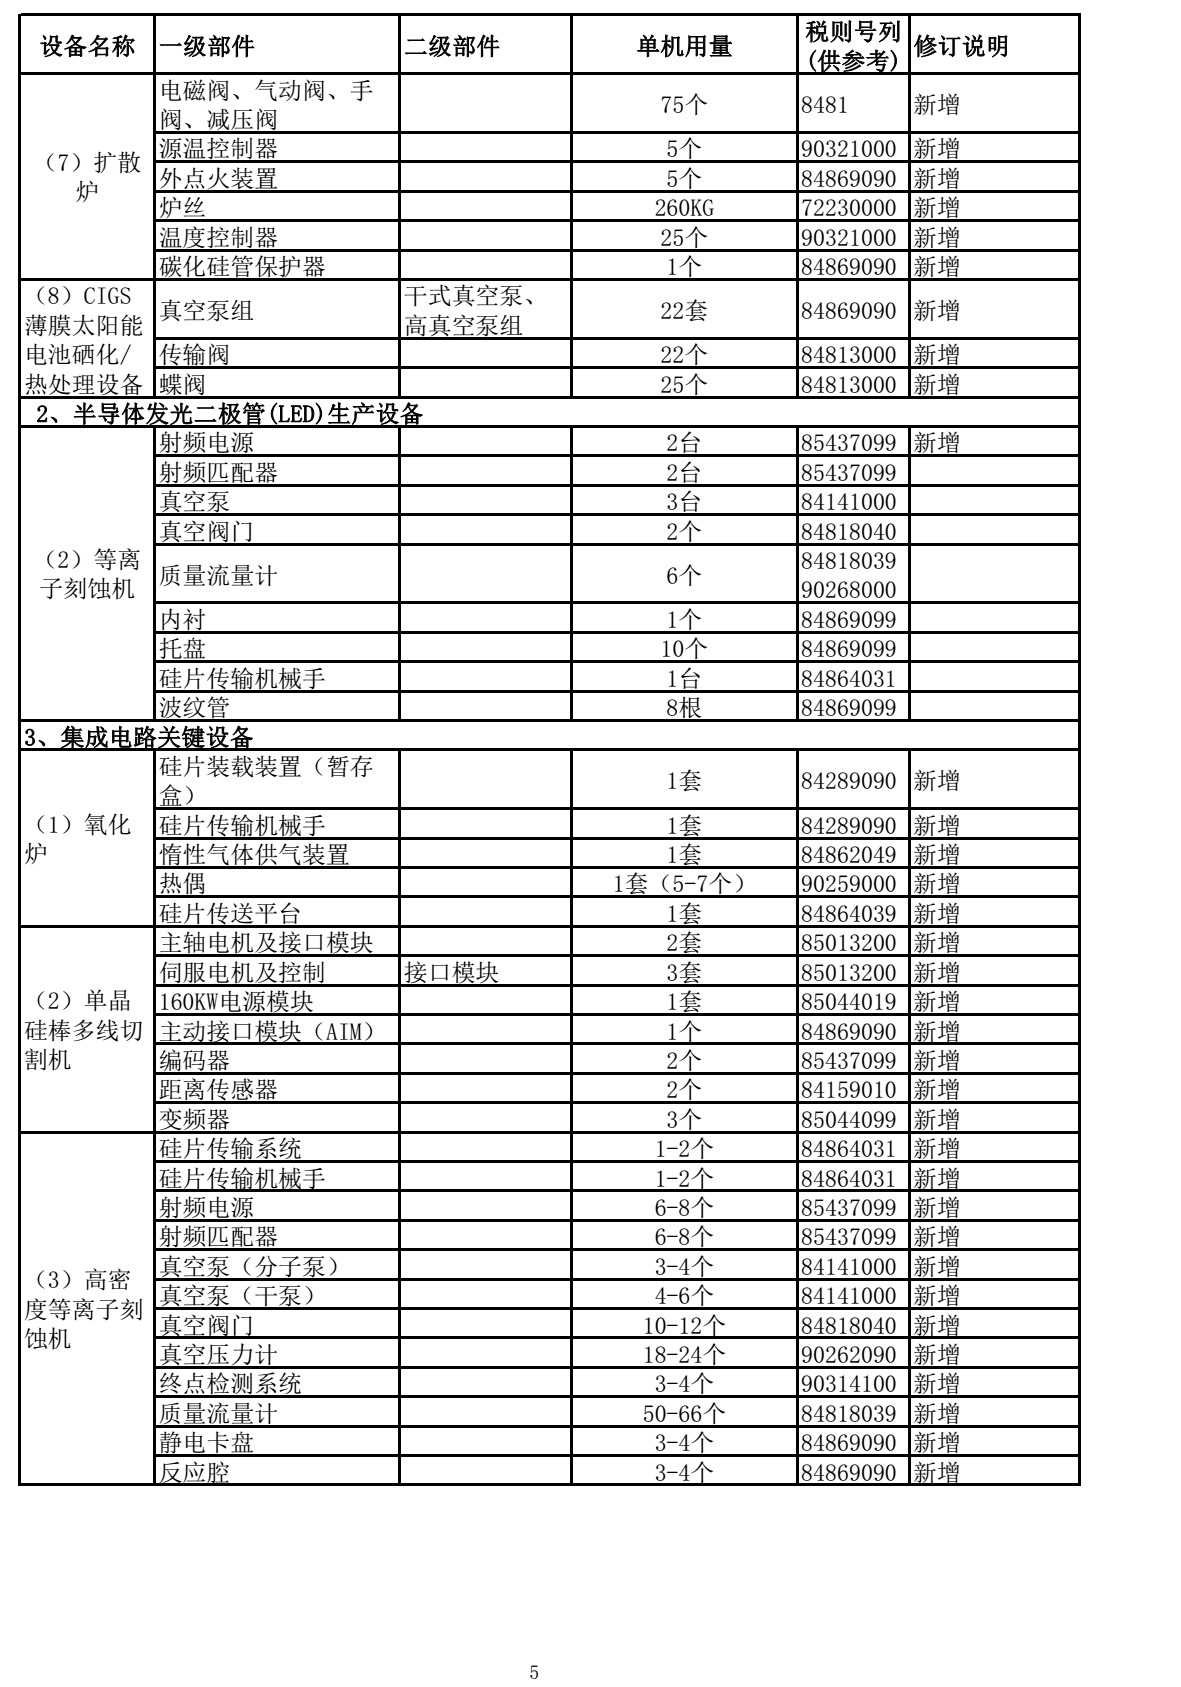 设备名称 一级部件 二级部件 单机用量 税则号列(供参考) 修订说明
（7）扩散炉
电磁阀、气动阀、手阀、减压阀 75个 8481 新增
源温控制器 5个 90321000 新增
外点火装置 5个 84869090 新增
炉丝 260KG 72230000 新增
温度控制器 25个 90321000 新增
碳化硅管保护器 1个 84869090 新增
（8）CIGS薄膜太阳能电池硒化/热处理设备
真空泵组 干式真空泵、高真空泵组 22套 84869090 新增
传输阀 22个 84813000 新增
蝶阀 25个 84813000 新增
2、半导体发光二极管(LED)生产设备
（2）等离子刻蚀机
射频电源 2台 85437099 新增
射频匹配器 2台 85437099
真空泵 3台 84141000
真空阀门 2个 84818040
质量流量计 6个 84818039 90268000
内衬 1个 84869099
托盘 10个 84869099
硅片传输机械手 1台 84864031
波纹管 8根 84869099
3、集成电路关键设备
（1）氧化炉
硅片装载装置（暂存盒） 1套 84289090 新增
硅片传输机械手 1套 84289090 新增
惰性气体供气装置 1套 84862049 新增
热偶 1套（5-7个） 90259000 新增
硅片传送平台 1套 84864039 新增
（2）单晶硅棒多线切割机
主轴电机及接口模块 2套 85013200 新增
伺服电机及控制 接口模块 3套 85013200 新增
160KW电源模块 1套 85044019 新增
主动接口模块（AIM） 1个 84869090 新增
编码器 2个 85437099 新增
距离传感器 2个 84159010 新增
变频器 3个 85044099 新增
（3）高密度等离子刻蚀机
硅片传输系统 1-2个 84864031 新增
硅片传输机械手 1-2个 84864031 新增
射频电源 6-8个 85437099 新增
射频匹配器 6-8个 85437099 新增
真空泵（分子泵） 3-4个 84141000 新增
真空泵（干泵） 4-6个 84141000 新增
真空阀门 10-12个 84818040 新增
真空压力计 18-24个 90262090 新增
终点检测系统 3-4个 90314100 新增
质量流量计 50-66个 84818039 新增
静电卡盘 3-4个 84869090 新增
反应腔 3-4个 84869090 新增
5